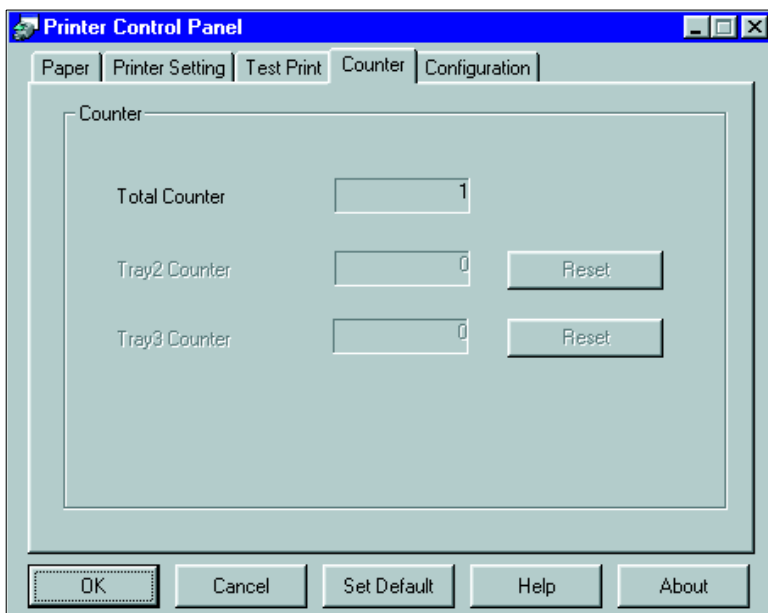 Printer Control Panel
Paper Printer Setting Test Print Counter Configuration
Counter
Total Counter 1
Tray2 Counter 0 Reset
Tray3 Counter 0 Reset
OK Cancel Set Default Help About